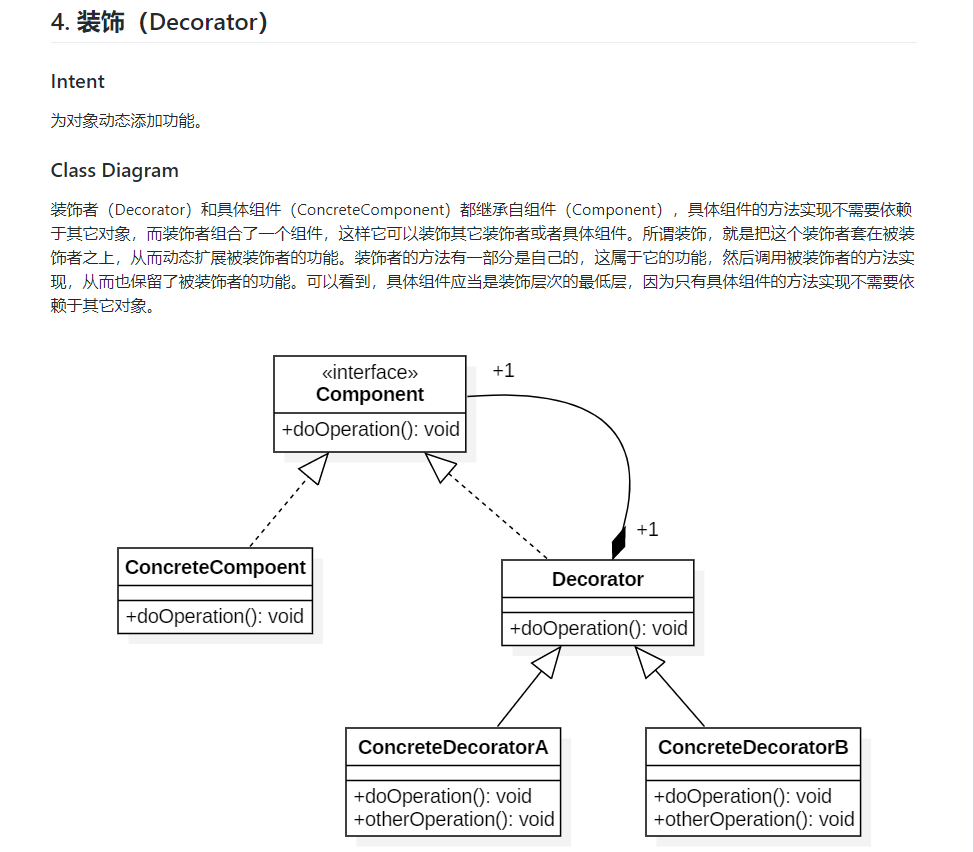 4. 装饰（Decorator）
Intent
为对象动态添加功能。
Class Diagram
装饰者（Decorator）和具体组件（ConcreteComponent）都继承自组件（Component），具体组件的方法实现不需要依赖
于其它对象，而装饰者组合了一个组件，这样它可以装饰其它装饰者或者具体组件。所谓装饰，就是把这个装饰者套在被装
饰者之上，从而动态扩展被装饰者的功能。装饰者的方法有一部分是自己的，这属于它的功能，然后调用被装饰者的方法实
现，从而也保留了被装饰者的功能。可以看到，具体组件应当是装饰层次的最低层，因为只有具体组件的方法实现不需要依
赖于其它对象。
«interface»
Component
+doOperation(): void
+1
+1
ConcreteCompoent
+doOperation(): void
Decorator
+doOperation(): void
ConcreteDecoratorA
+doOperation(): void
+otherOperation(): void
ConcreteDecoratorB
+doOperation(): void
+otherOperation(): void